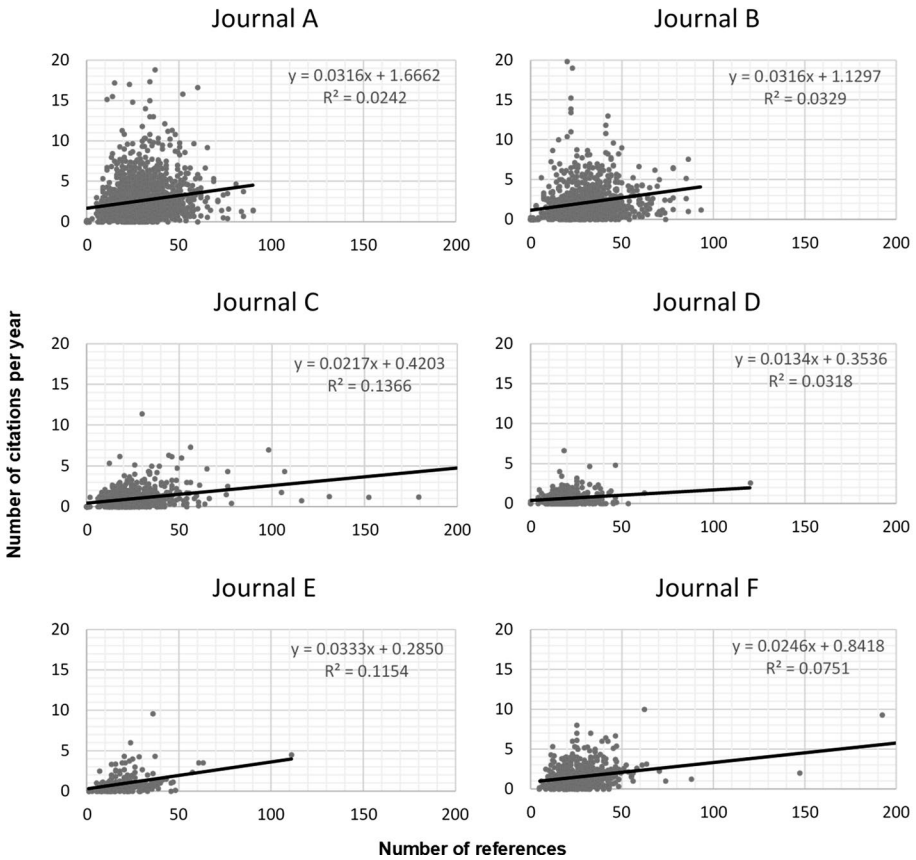 Journal A
y = 0.0316x + 1.6662
R² = 0.0242
20
15
10
5
0
0 50 100 150 200
Journal B
y = 0.0316x + 1.1297
R² = 0.0329
20
15
10
5
0
0 50 100 150 200
Number of citations per year
Journal C
y = 0.0217x + 0.4203
R² = 0.1366
20
15
10
5
0
0 50 100 150 200
Journal D
y = 0.0134x + 0.3536
R² = 0.0318
20
15
10
5
0
0 50 100 150 200
Journal E
y = 0.0333x + 0.2850
R² = 0.1154
20
15
10
5
0
0 50 100 150 200
Journal F
y = 0.0246x + 0.8418
R² = 0.0751
20
15
10
5
0
0 50 100 150 200
Number of references